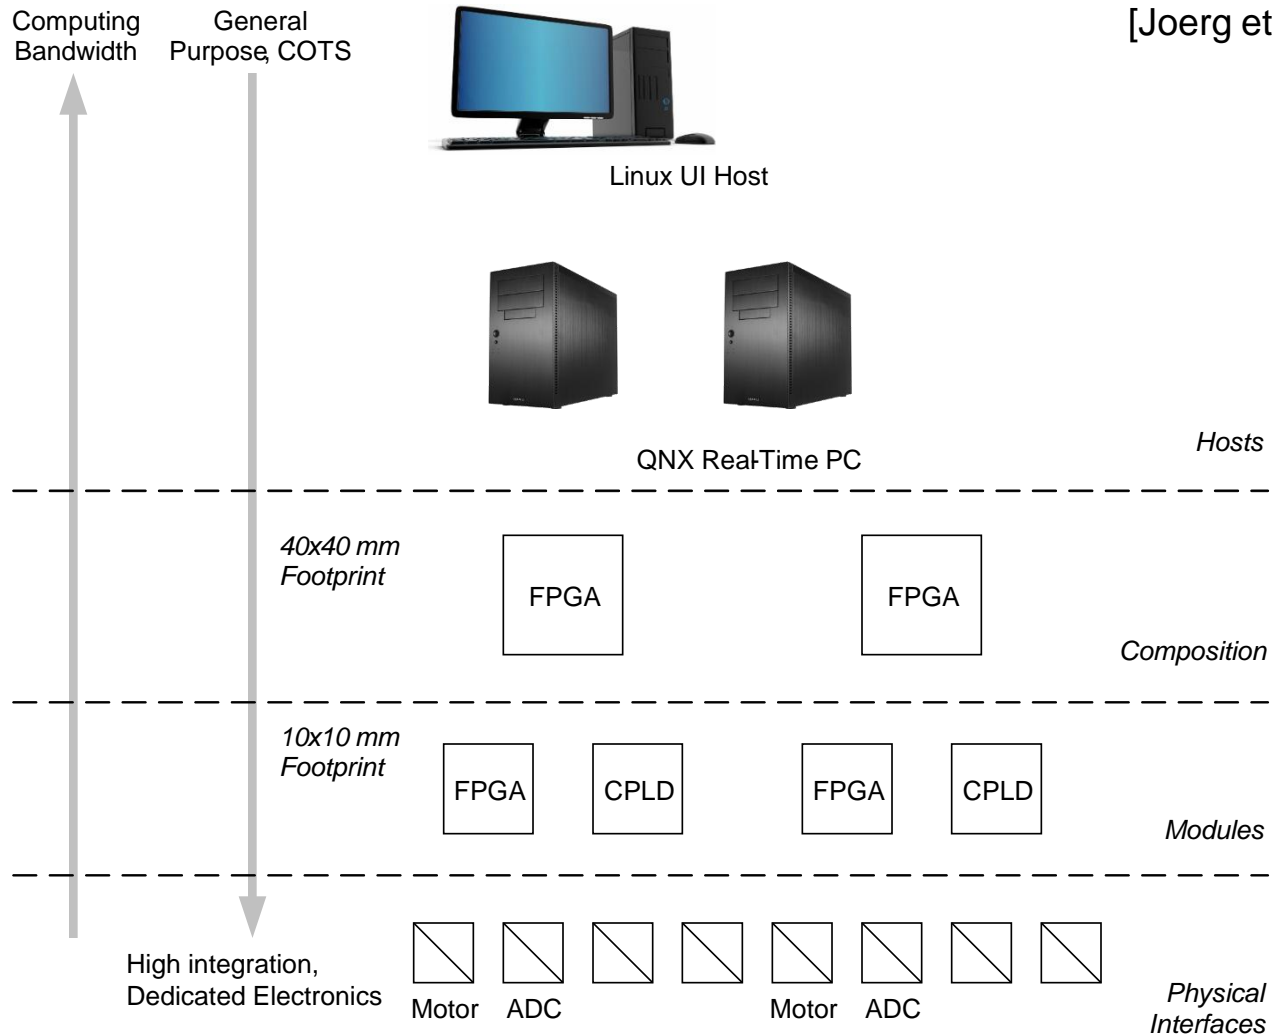 Computing
Bandwidth
General
Purpose, COTS
[Joerg et
Linux UI Host
QNX Real-Time PC
Hosts
40x40 mm
Footprint
FPGA
FPGA
Composition
10x10 mm
Footprint
FPGA
CPLD
FPGA
CPLD
Modules
High integration,
Dedicated Electronics
Motor
ADC
Motor
ADC
Physical
Interfaces